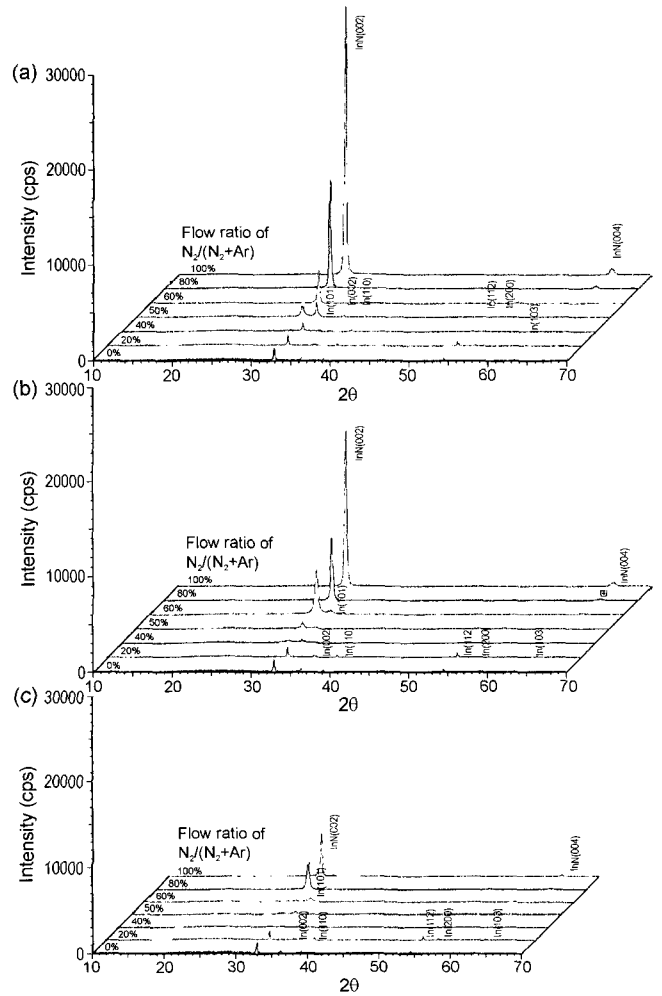 (a)
Intensity (cps)
30000
20000
10000
0
Flow ratio of
N₂/(N₂+Ar)
100%
80%
60%
50%
40%
20%
0%
InN(002)
InN(004)
In(101)
In(002)
In(110)
In(112)
In(200)
In(103)
10 20 30 40 50 60 70
2θ
(b)
Intensity (cps)
30000
20000
10000
0
Flow ratio of
N₂/(N₂+Ar)
100%
80%
60%
50%
40%
20%
0%
InN(002)
InN(004)
In(101)
In(002)
In(110)
In(112)
In(200)
In(103)
10 20 30 40 50 60 70
2θ
(c)
Intensity (cps)
30000
20000
10000
0
Flow ratio of
N₂/(N₂+Ar)
100%
80%
60%
50%
40%
20%
0%
InN(002)
InN(004)
In(101)
In(002)
In(110)
In(112)
In(200)
In(103)
10 20 30 40 50 60 70
2θ